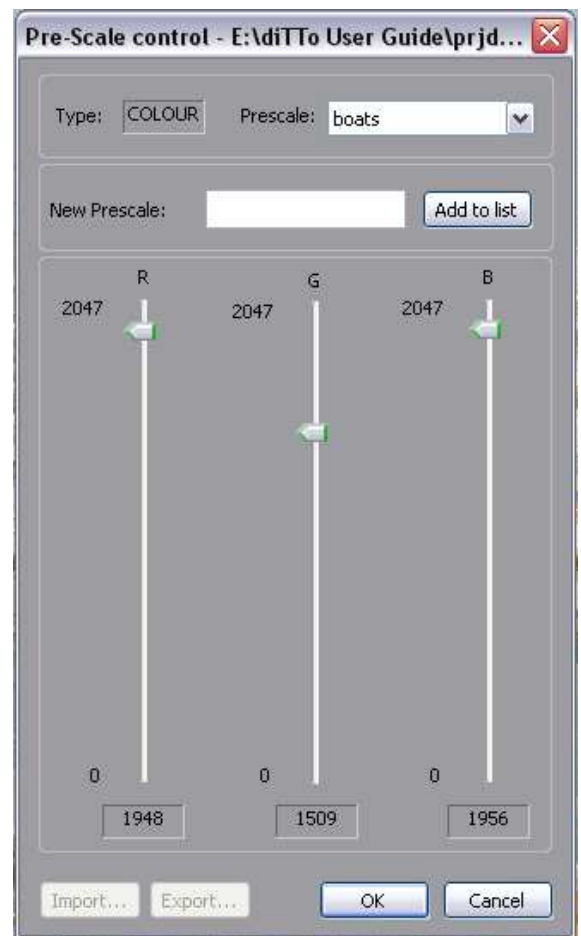 Pre-Scale control - E:\diTTo User Guide\prjd...
Type: COLOUR Prescale: boats
New Prescale: Add to list
R G B
2047 2047 2047
0 0 0
1948 1509 1956
Import... Export... OK Cancel